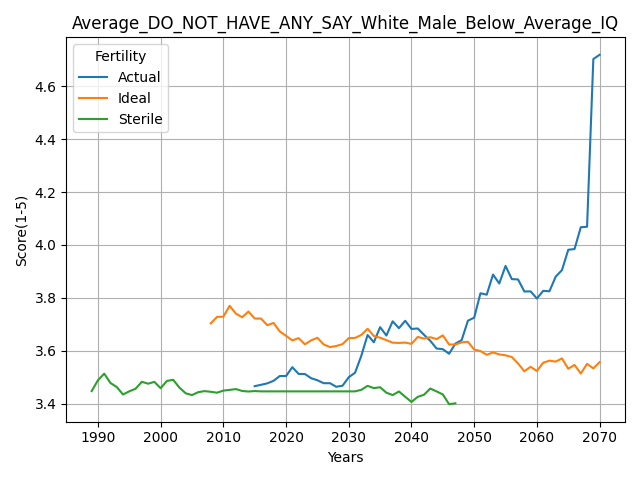 Average_DO_NOT_HAVE_ANY_SAY_White_Male_Below_Average_IQ
Fertility
Actual
Ideal
Sterile
4.6
4.4
4.2
4.0
3.8
3.6
3.4
Score(1-5)
1990 2000 2010 2020 2030 2040 2050 2060 2070
Years